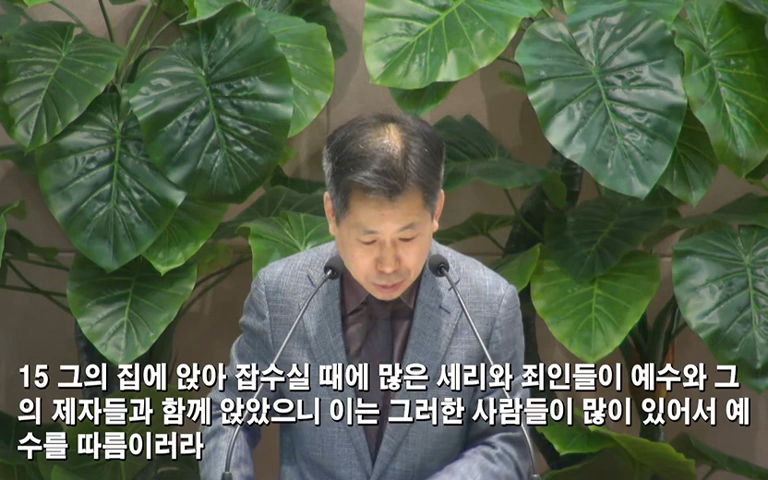 15 그의 집에 앉아 잡수실 때에 많은 세리와 죄인들이 예수와 그
의 제자들과 함께 앉았으니 이는 그러한 사람들이 많이 있어서 예
수를 따름이러라